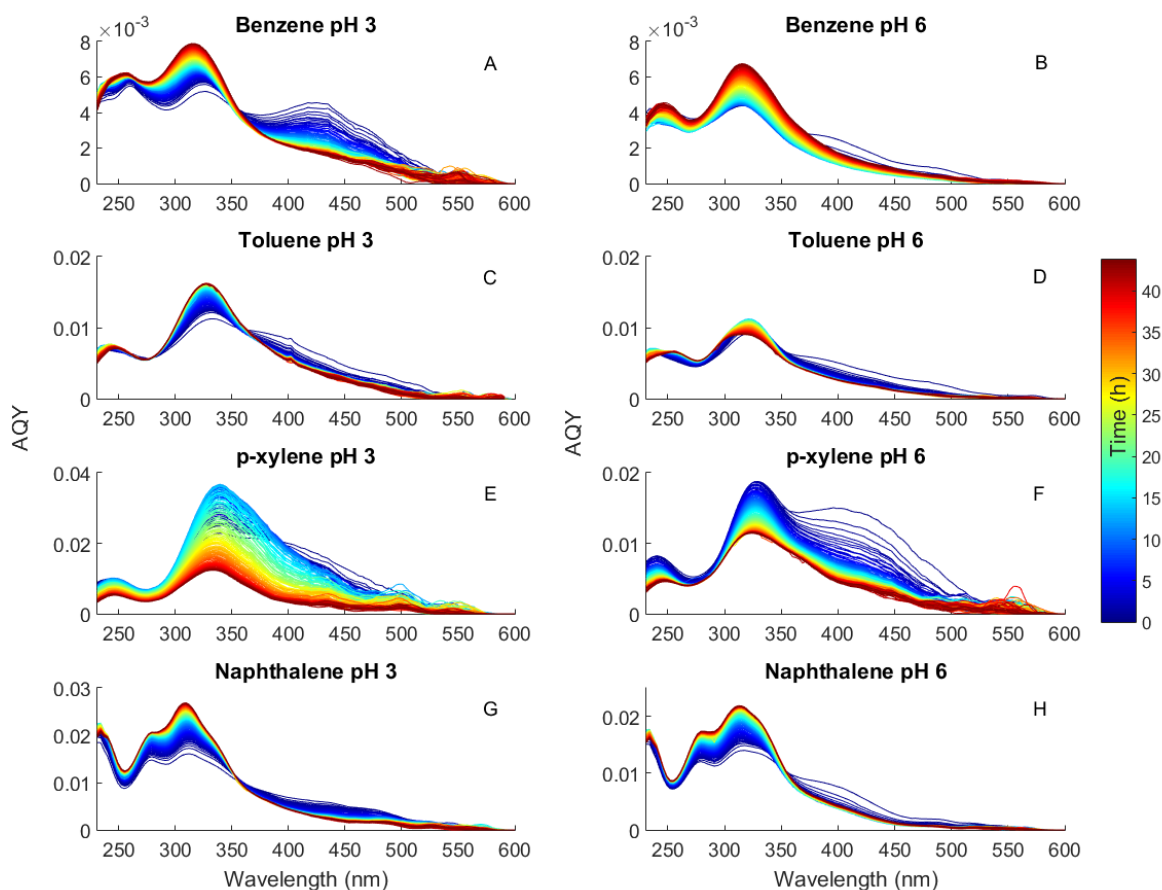 Benzene pH 3
Benzene pH 6
×10⁻³
×10⁻³
8
6
4
2
0
A
250 300 350 400 450 500 550 600
8
6
4
2
0
B
250 300 350 400 450 500 550 600
Toluene pH 3
Toluene pH 6
0.02
0.01
0
C
250 300 350 400 450 500 550 600
0.02
0.01
0
D
250 300 350 400 450 500 550 600
AQY
AQY
p-xylene pH 3
p-xylene pH 6
0.04
0.02
0
E
250 300 350 400 450 500 550 600
0.02
0.01
0
F
250 300 350 400 450 500 550 600
Naphthalene pH 3
Naphthalene pH 6
0.03
0.02
0.01
0
G
250 300 350 400 450 500 550 600
0.02
0.01
0
H
250 300 350 400 450 500 550 600
Wavelength (nm)
Wavelength (nm)
40
35
30
25
20
15
10
5
0
Time (h)